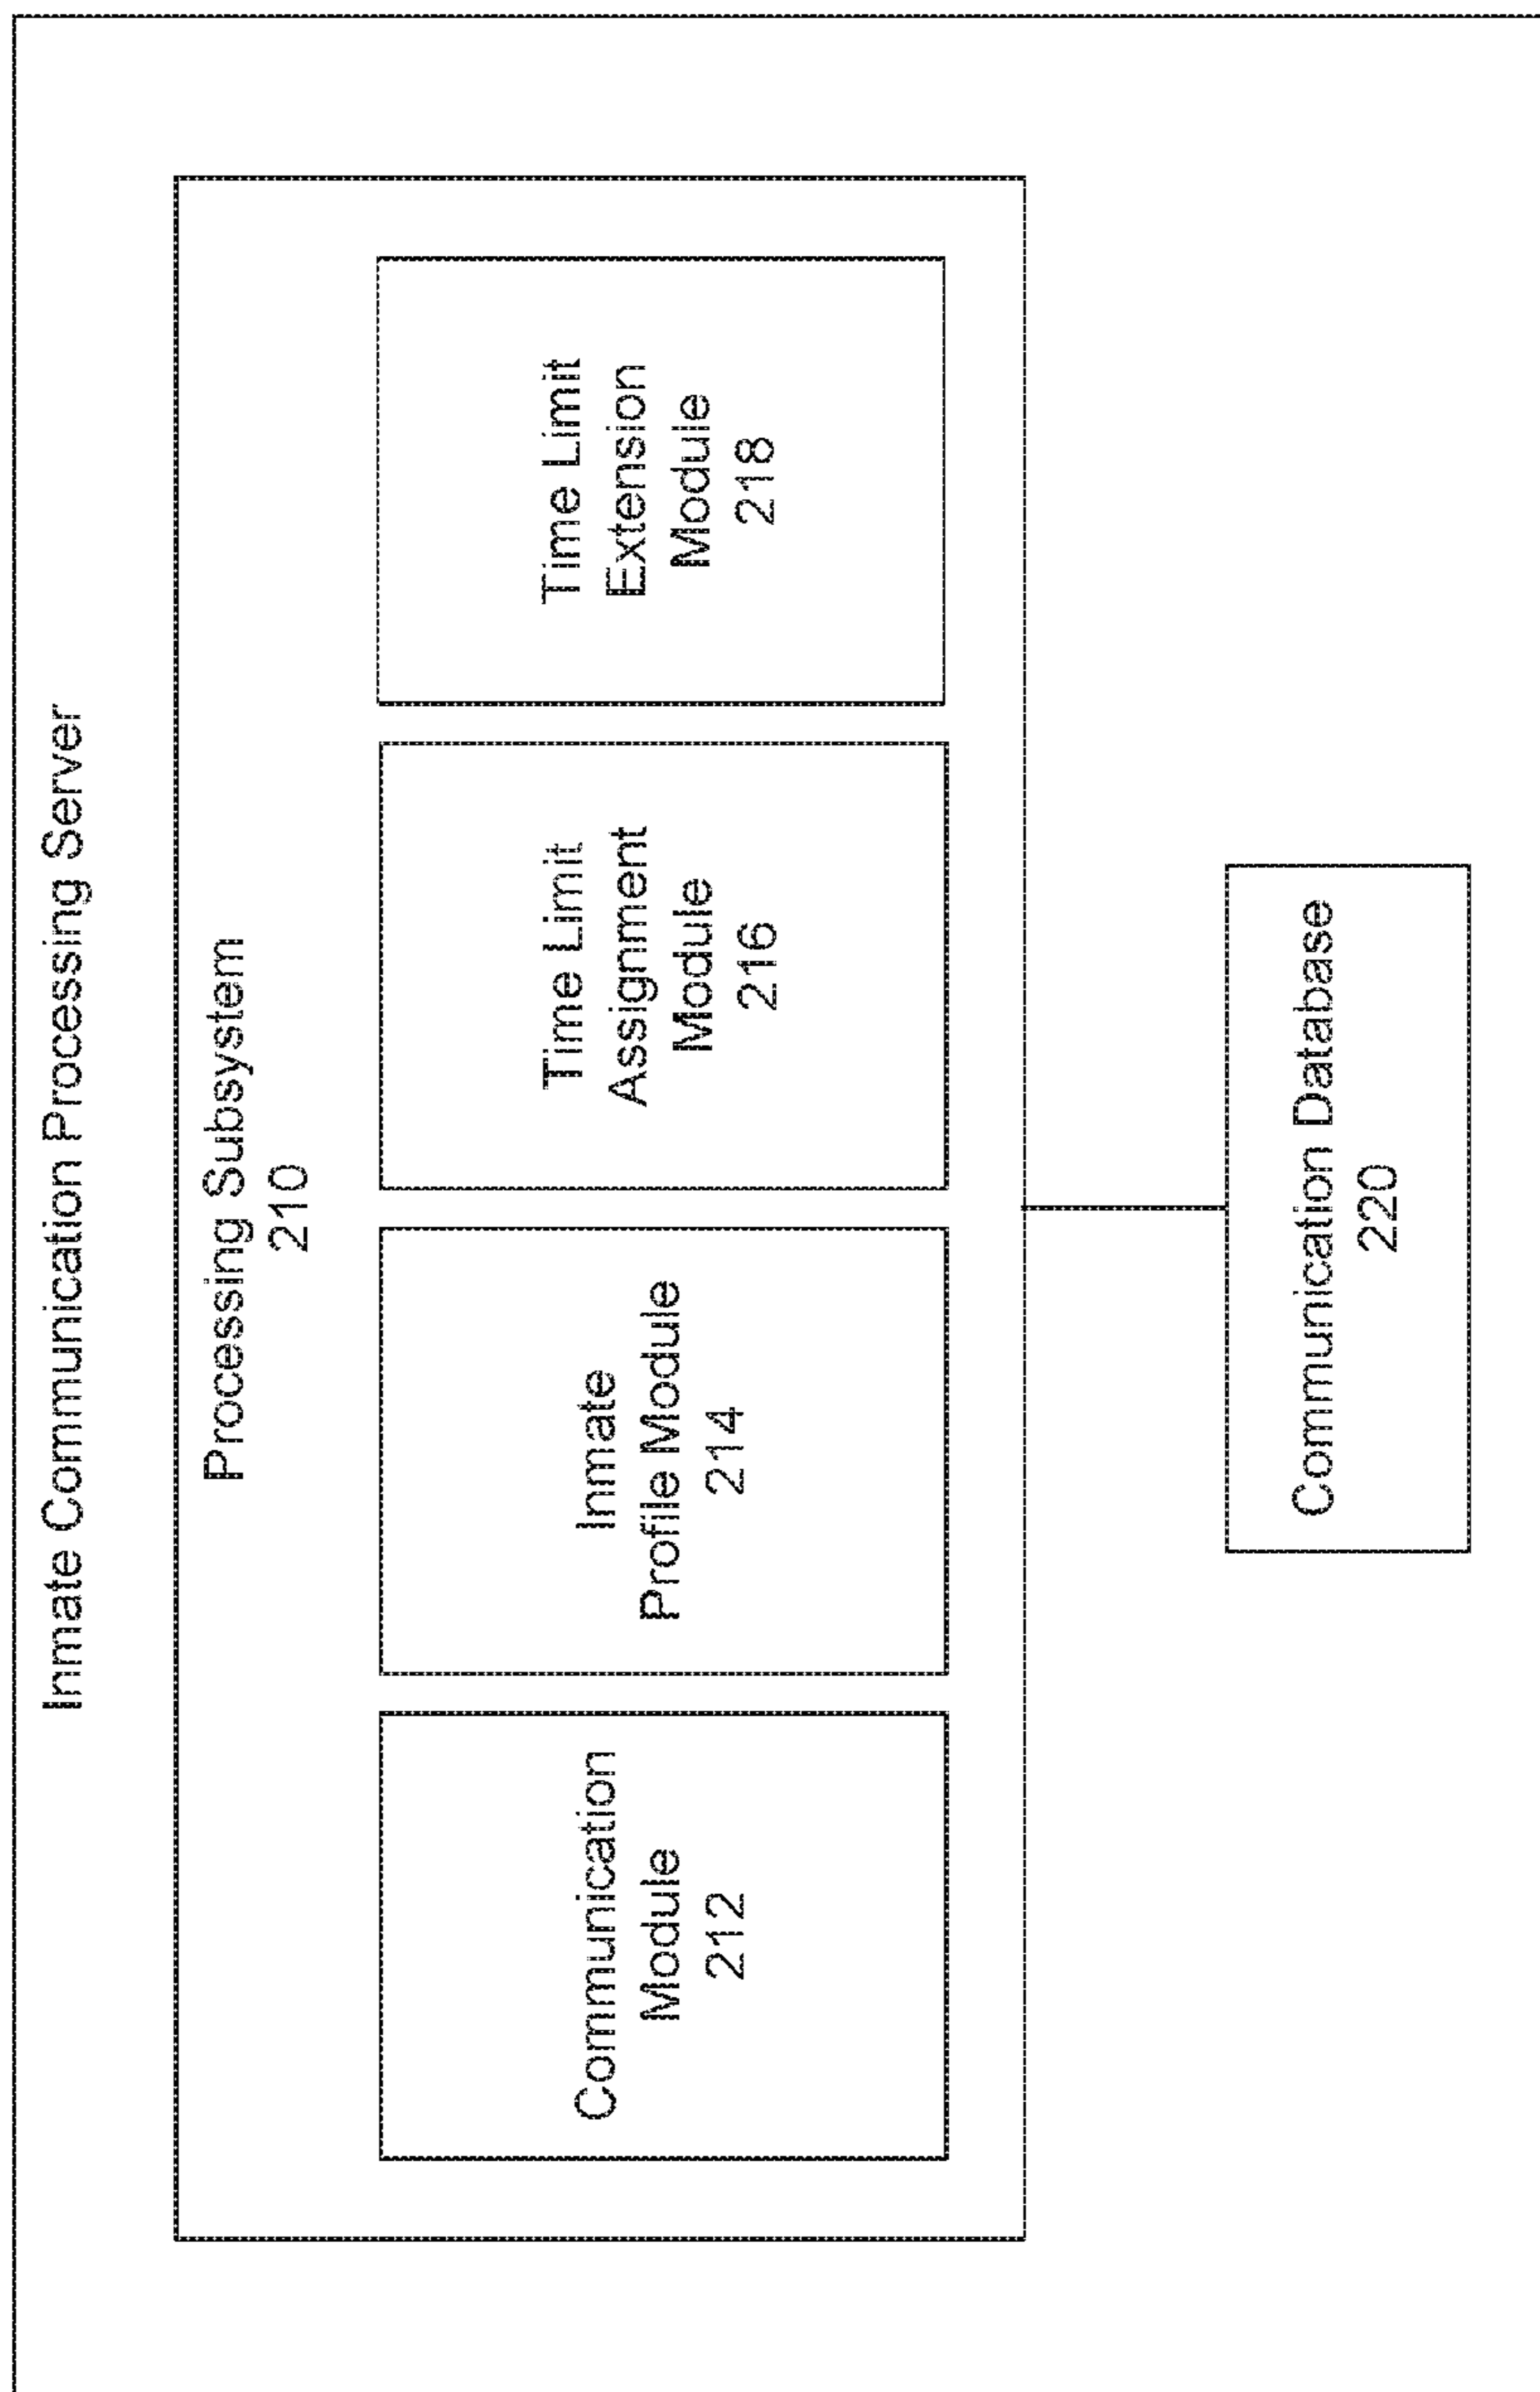 Inmate Communication Processing Server
Processing Subsystem
210
Communication
Module
212
Inmate
Profile Module
214
Time Limit
Assignment
Module
216
Time Limit
Extension
Module
218
Communication Database
220